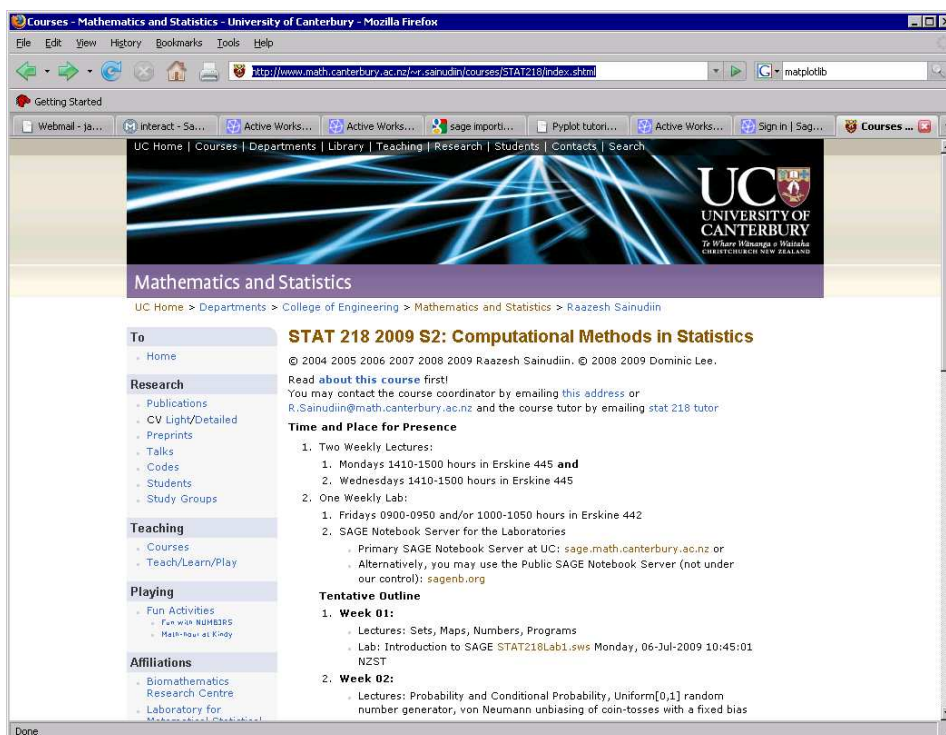 Courses - Mathematics and Statistics - University of Canterbury - Mozilla Firefox
File Edit View History Bookmarks Tools Help
http://www.math.canterbury.ac.nz/~r.sainudiin/courses/STAT218/index.shtml
matplotlib
Getting Started
Webmail - ja...
interact - Sa...
Active Works...
Active Works...
sage importi...
Pyplot tutori...
Active Works...
Sign in | Sag...
Courses ...
UC Home | Courses | Departments | Library | Teaching | Research | Students | Contacts | Search
UC
UNIVERSITY OF
CANTERBURY
Te Whare Wānanga o Waitaha
CHRISTCHURCH NEW ZEALAND
Mathematics and Statistics
UC Home > Departments > College of Engineering > Mathematics and Statistics > Raazesh Sainudiin
To
Home
Research
Publications
CV Light/Detailed
Preprints
Talks
Codes
Students
Study Groups
Teaching
Courses
Teach/Learn/Play
Playing
Fun Activities
Fun with NUMB3RS
Affiliations
Biomathematics
Research Centre
Laboratory for
Matematical Statistical
STAT 218 2009 S2: Computational Methods in Statistics
© 2004 2005 2006 2007 2008 2009 Raazesh Sainudiin. © 2008 2009 Dominic Lee.
Read about this course first!
You may contact the course coordinator by emailing this address or
R.Sainudiin@math.canterbury.ac.nz and the course tutor by emailing stat 218 tutor
Time and Place for Presence
1. Two Weekly Lectures:
1. Mondays 1410-1500 hours in Erskine 445 and
2. Wednesdays 1410-1500 hours in Erskine 445
2. One Weekly Lab:
1. Fridays 0900-0950 and/or 1000-1050 hours in Erskine 442
2. SAGE Notebook Server for the Laboratories
Primary SAGE Notebook Server at UC: sage.math.canterbury.ac.nz or
Alternatively, you may use the Public SAGE Notebook Server (not under
our control): sagenb.org
Tentative Outline
1. Week 01:
Lectures: Sets, Maps, Numbers, Programs
Lab: Introduction to SAGE STAT218Lab1.sws Monday, 06-Jul-2009 10:45:01
NZST
2. Week 02:
Lectures: Probability and Conditional Probability, Uniform[0,1] random
number generator, von Neumann unbiasing of coin-tosses with a fixed bias
Done